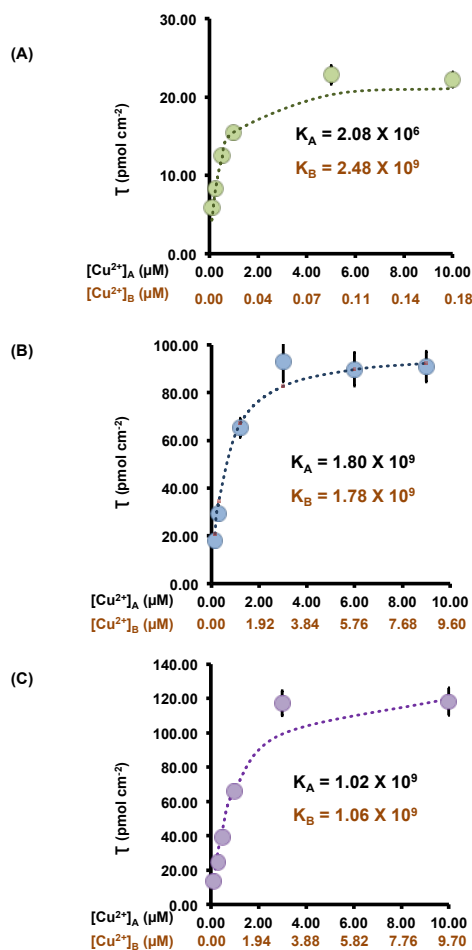 (A)
30.00
20.00
10.00
0.00
Ʈ (pmol cm-2)
K_A = 2.08 X 10⁶
K_B = 2.48 X 10⁹
0.00 2.00 4.00 6.00 8.00 10.00
[Cu²⁺]_A (µM)
[Cu²⁺]_B (µM)
0.00 0.04 0.07 0.11 0.14 0.18
(B)
100.00
80.00
60.00
40.00
20.00
0.00
Ʈ (pmol cm-2)
K_A = 1.80 X 10⁹
K_B = 1.78 X 10⁹
0.00 2.00 4.00 6.00 8.00 10.00
[Cu²⁺]_A (µM)
[Cu²⁺]_B (µM)
0.00 1.92 3.84 5.76 7.68 9.60
(C)
140.00
120.00
100.00
80.00
60.00
40.00
20.00
0.00
Ʈ (pmol cm-2)
K_A = 1.02 X 10⁹
K_B = 1.06 X 10⁹
0.00 2.00 4.00 6.00 8.00 10.00
[Cu²⁺]_A (µM)
[Cu²⁺]_B (µM)
0.00 1.94 3.88 5.82 7.76 9.70